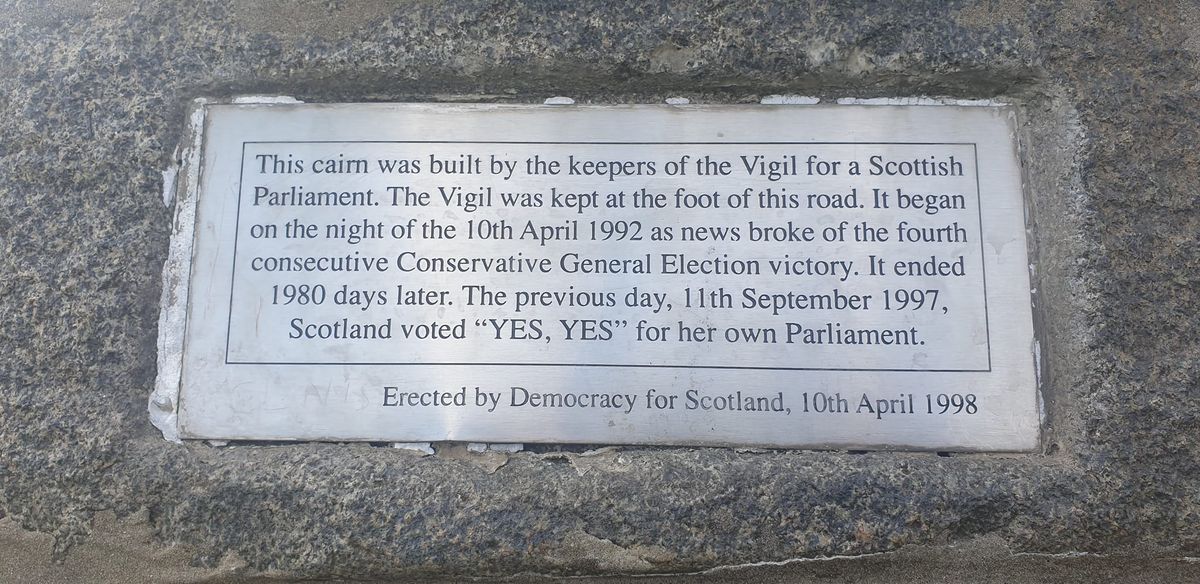 This cairn was built by the keepers of the Vigil for a Scottish
Parliament. The Vigil was kept at the foot of this road. It began
on the night of the 10th April 1992 as news broke of the fourth
consecutive Conservative General Election victory. It ended
1980 days later. The previous day, 11th September 1997,
Scotland voted “YES, YES” for her own Parliament.
Erected by Democracy for Scotland, 10th April 1998